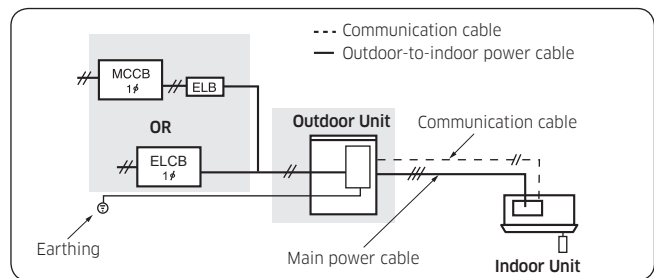 Communication cable
Outdoor-to-indoor power cable
MCCB
1ϕ
ELB
OR
Outdoor Unit
Communication cable
ELCB
1ϕ
Earthing
Main power cable
Indoor Unit